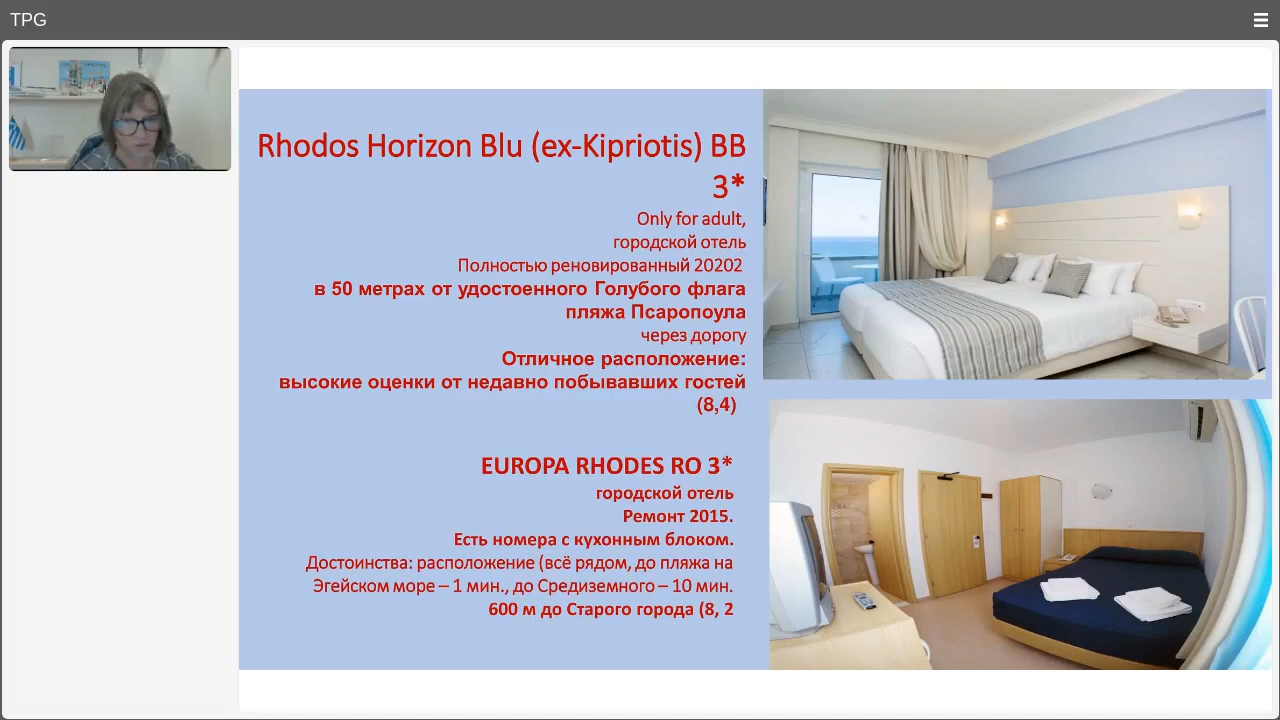 TPG
Rhodos Horizon Blu (ex-Kipriotis) BB
3*
Only for adult,
городской отель
Полностью реновированный 20202
в 50 метрах от удостоенного Голубого флага
пляжа Псаропоула
через дорогу
Отличное расположение:
высокие оценки от недавно побывавших гостей
(8,4)
EUROPA RHODES RO 3*
городской отель
Ремонт 2015.
Есть номера с кухонным блоком.
Достоинства: расположение (всё рядом, до пляжа на
Эгейском море – 1 мин., до Средиземного – 10 мин.
600 м до Старого города (8, 2